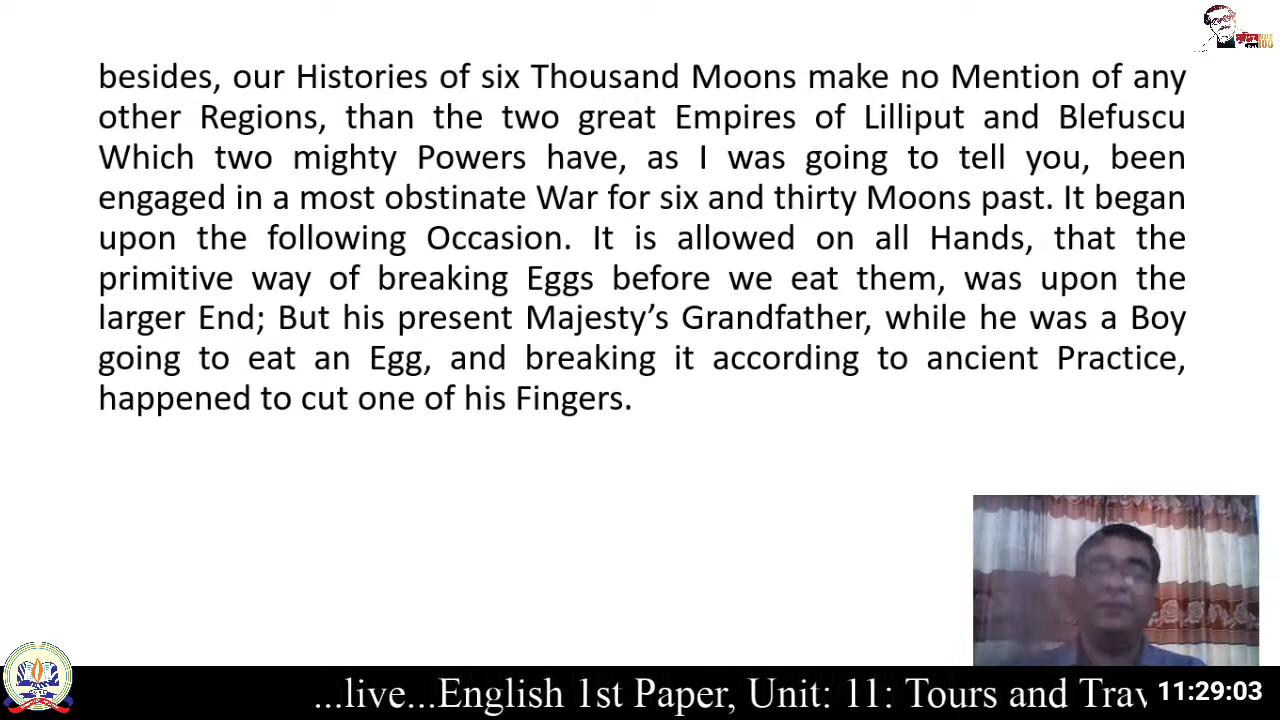 besides, our Histories of six Thousand Moons make no Mention of any
other Regions, than the two great Empires of Lilliput and Blefuscu
Which two mighty Powers have, as I was going to tell you, been
engaged in a most obstinate War for six and thirty Moons past. It began
upon the following Occasion. It is allowed on all Hands, that the
primitive way of breaking Eggs before we eat them, was upon the
larger End; But his present Majesty’s Grandfather, while he was a Boy
going to eat an Egg, and breaking it according to ancient Practice,
happened to cut one of his Fingers.
...live...English 1st Paper, Unit: 11: Tours and Trav
11:29:03